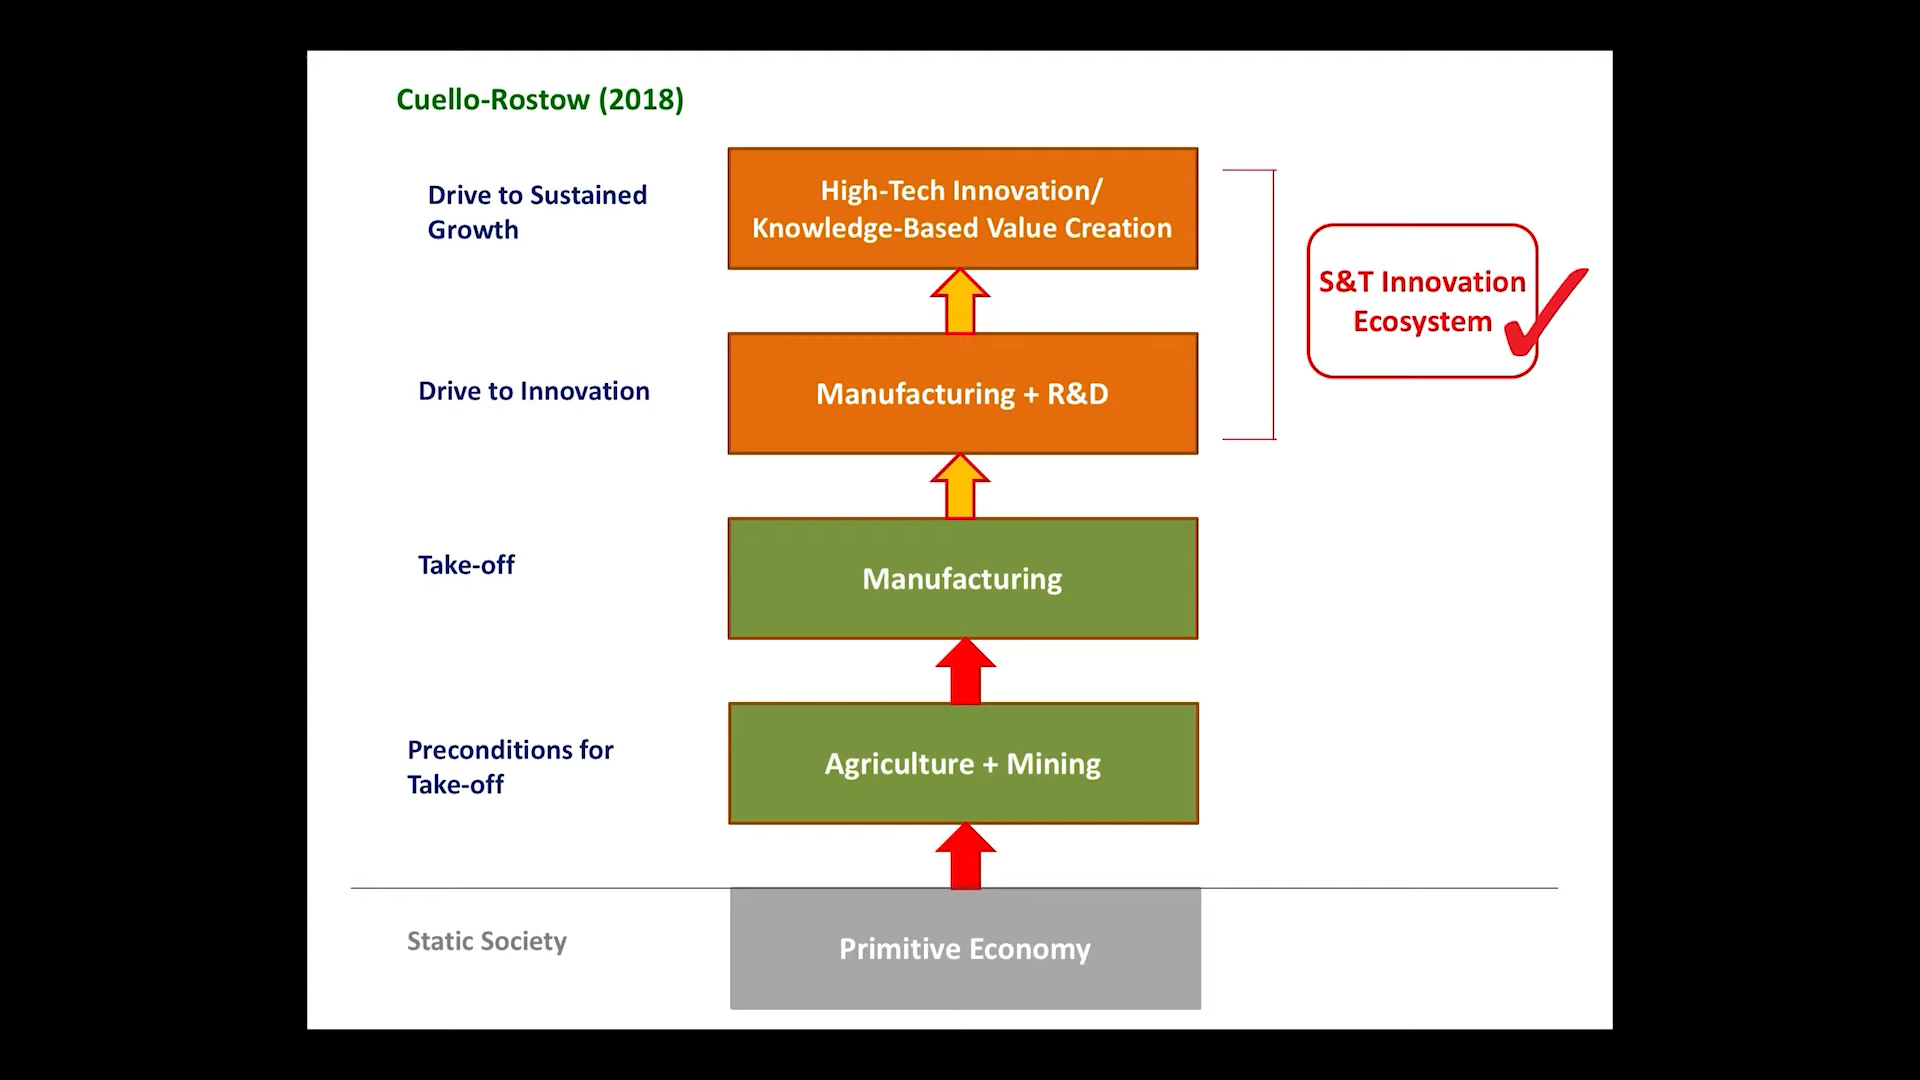 Cuello-Rostow (2018)
Drive to Sustained
Growth
High-Tech Innovation/
Knowledge-Based Value Creation
S&T Innovation
Ecosystem
Drive to Innovation
Manufacturing + R&D
Take-off
Manufacturing
Preconditions for
Take-off
Agriculture + Mining
Static Society
Primitive Economy